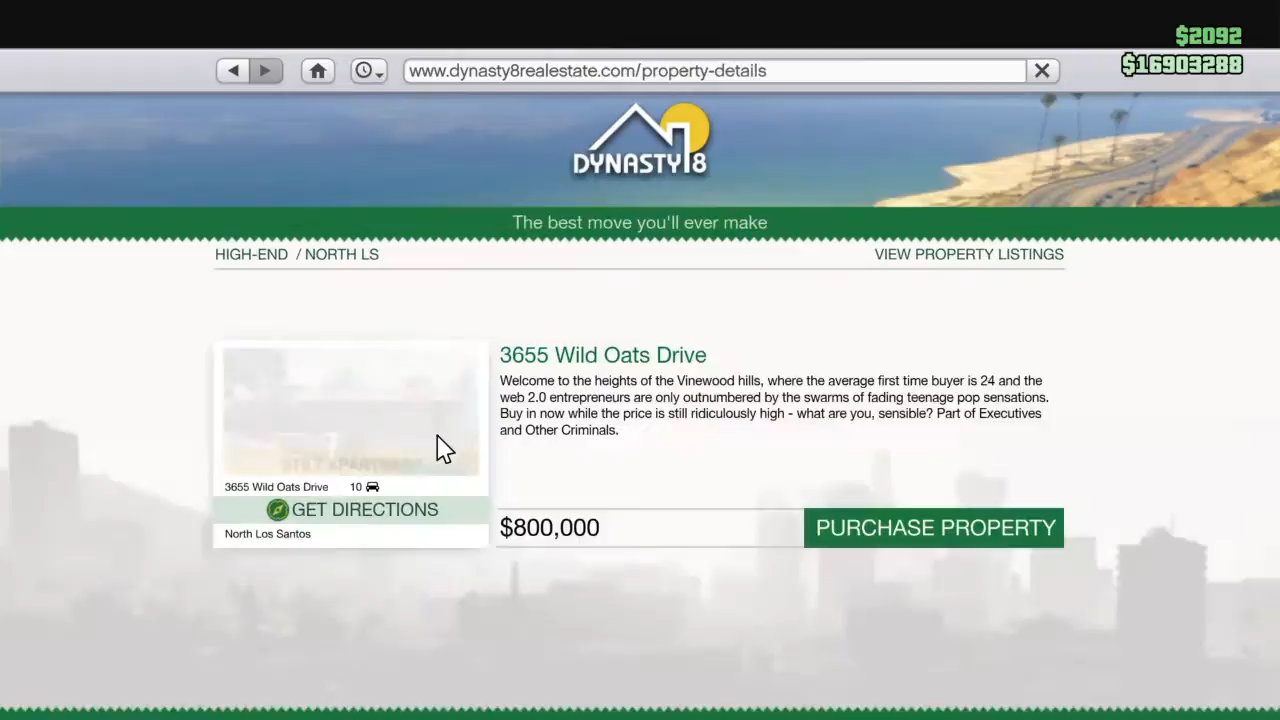 $2092
$16903288
www.dynasty8realestate.com/property-details
DYNASTY 8
The best move you'll ever make
HIGH-END / NORTH LS
VIEW PROPERTY LISTINGS
3655 Wild Oats Drive
Welcome to the heights of the Vinewood hills, where the average first time buyer is 24 and the
web 2.0 entrepreneurs are only outnumbered by the swarms of fading teenage pop sensations.
Buy in now while the price is still ridiculously high - what are you, sensible? Part of Executives
and Other Criminals.
3655 Wild Oats Drive 10
GET DIRECTIONS
North Los Santos
$800,000
PURCHASE PROPERTY